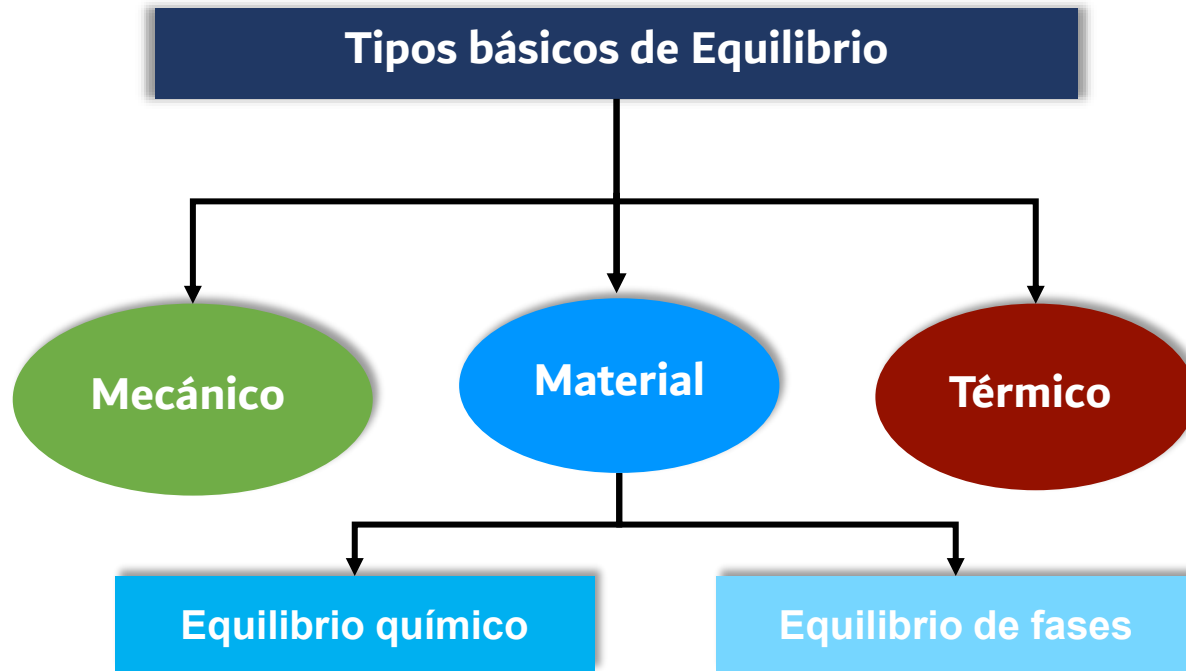 Tipos básicos de Equilibrio
Mecánico
Material
Térmico
Equilibrio químico
Equilibrio de fases